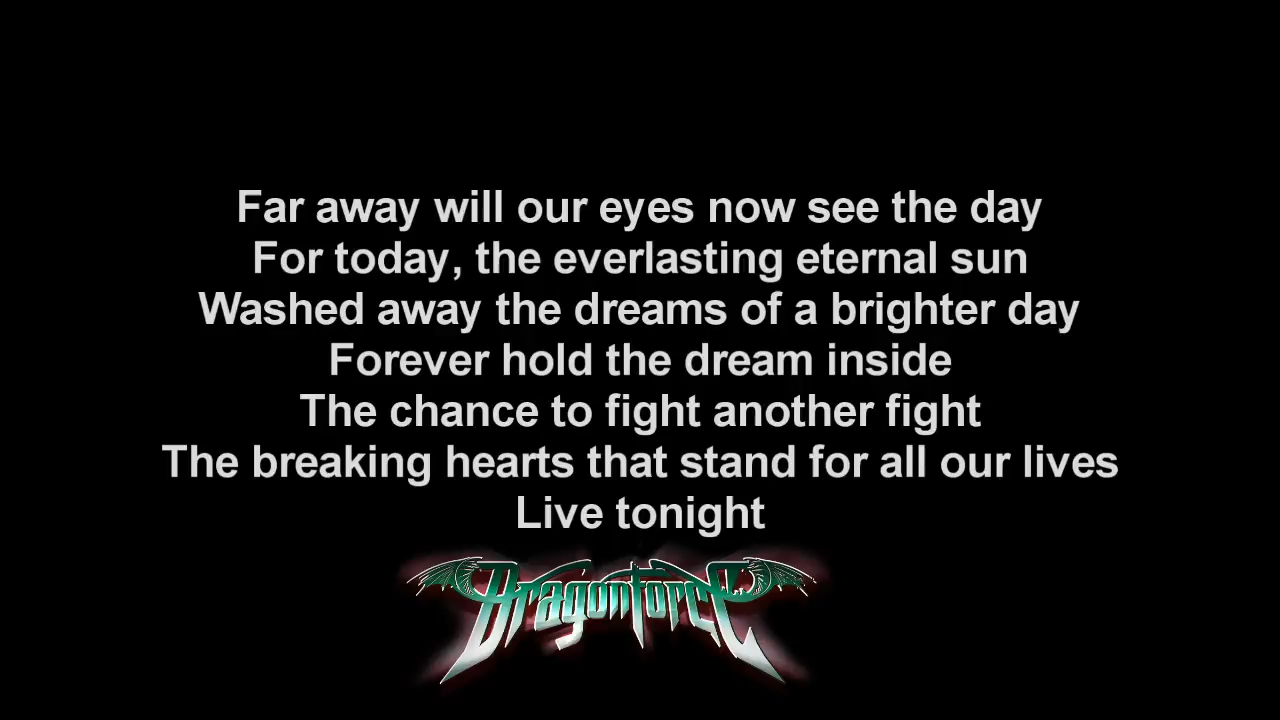 Far away will our eyes now see the day
For today, the everlasting eternal sun
Washed away the dreams of a brighter day
Forever hold the dream inside
The chance to fight another fight
The breaking hearts that stand for all our lives
Live tonight
DragonForce